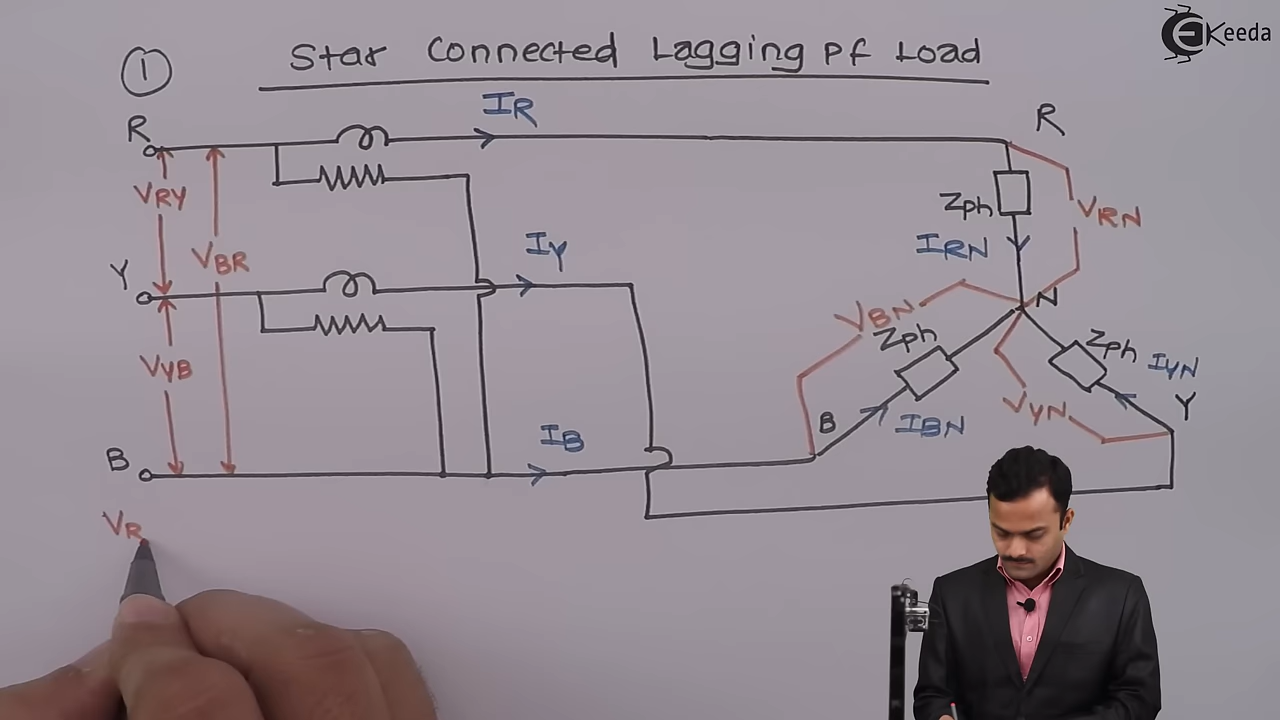 EKeeda
① Star Connected Lagging Pf Load
R
IR
R
VRY
Zph
VRN
IRN
Y
VBR
IY
N
VBN
Zph
Zph
IYN
VYB
VYN
Y
B
IBN
B
IB
VR